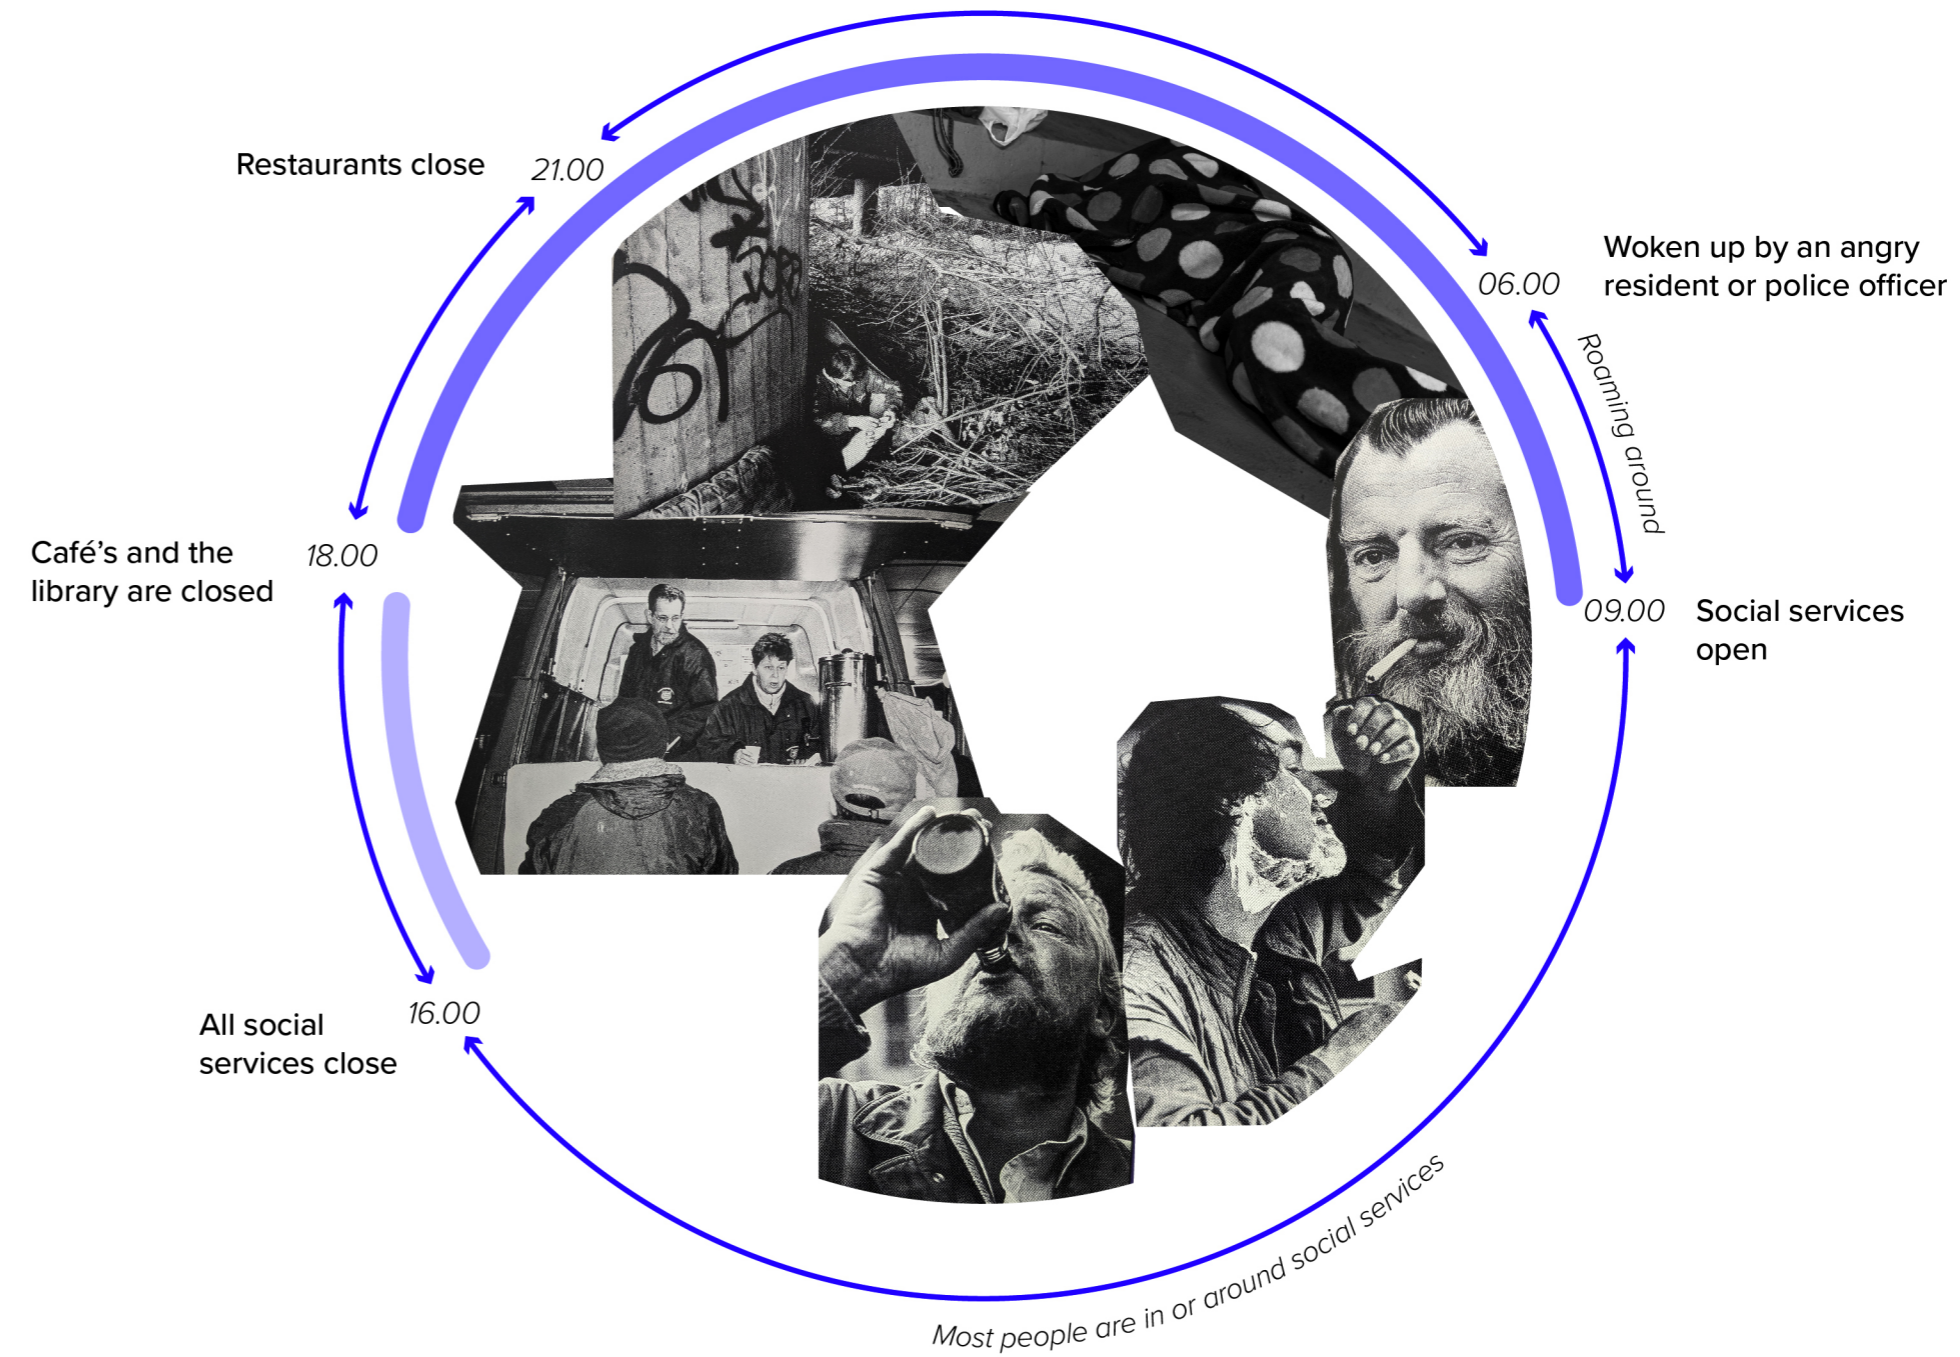 Restaurants close
21.00
06.00
Woken up by an angry
resident or police officer
Roaming around
Café's and the
library are closed
18.00
09.00
Social services
open
All social
services close
16.00
Most people are in or around social services